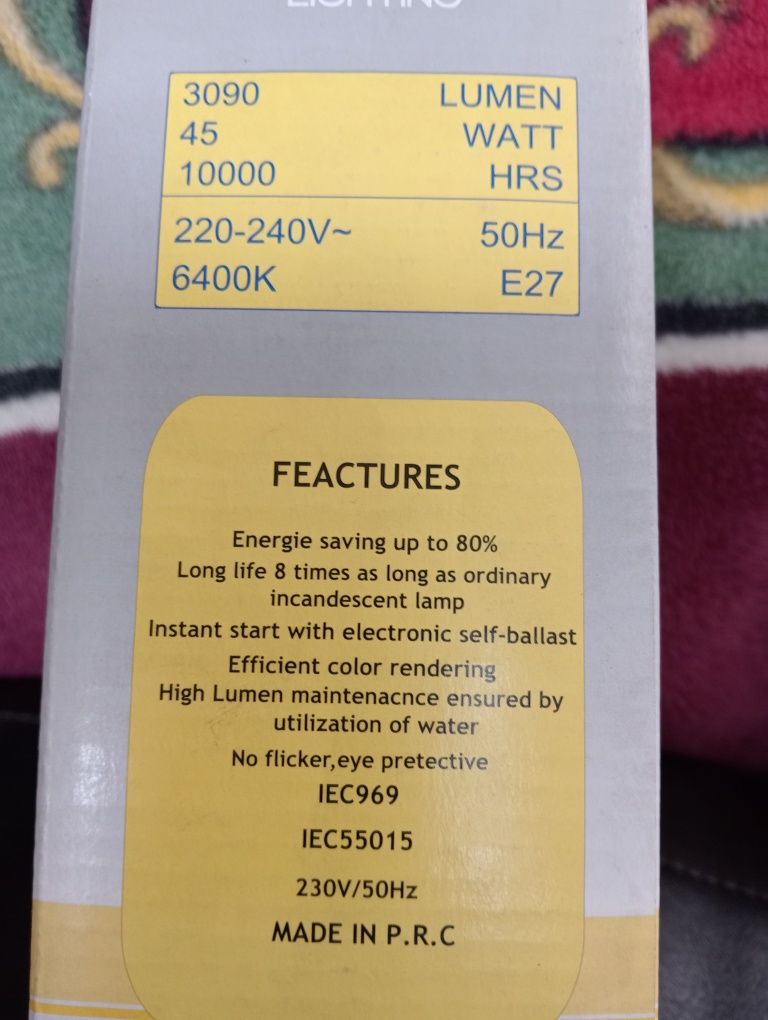 LIGHTING
3090 LUMEN
45 WATT
10000 HRS
220-240V~ 50Hz
6400K E27
FEACTURES
Energie saving up to 80%
Long life 8 times as long as ordinary
incandescent lamp
Instant start with electronic self-ballast
Efficient color rendering
High Lumen maintenacnce ensured by
utilization of water
No flicker,eye pretective
IEC969
IEC55015
230V/50Hz
MADE IN P.R.C